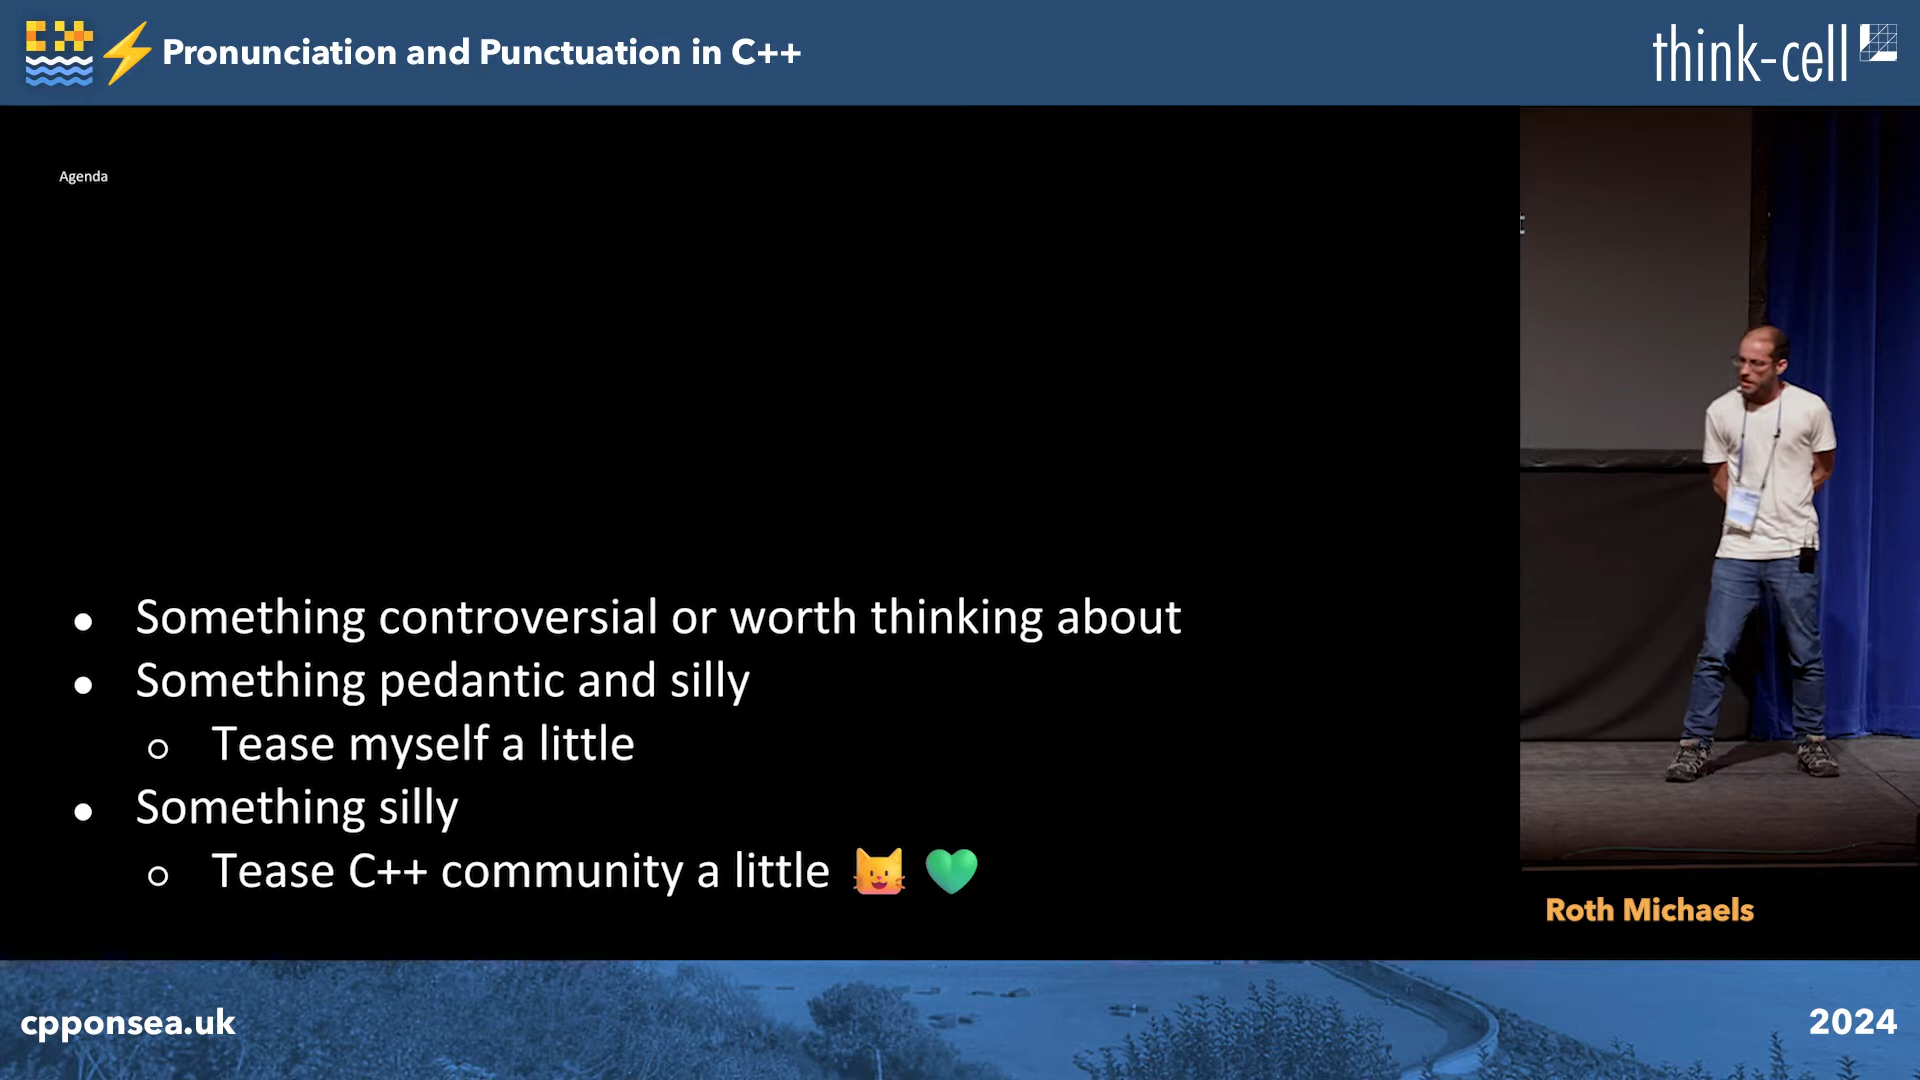 Pronunciation and Punctuation in C++
think-cell
Agenda
● Something controversial or worth thinking about
● Something pedantic and silly
○ Tease myself a little
● Something silly
○ Tease C++ community a little 😺 💚
Roth Michaels
cpponsea.uk
2024